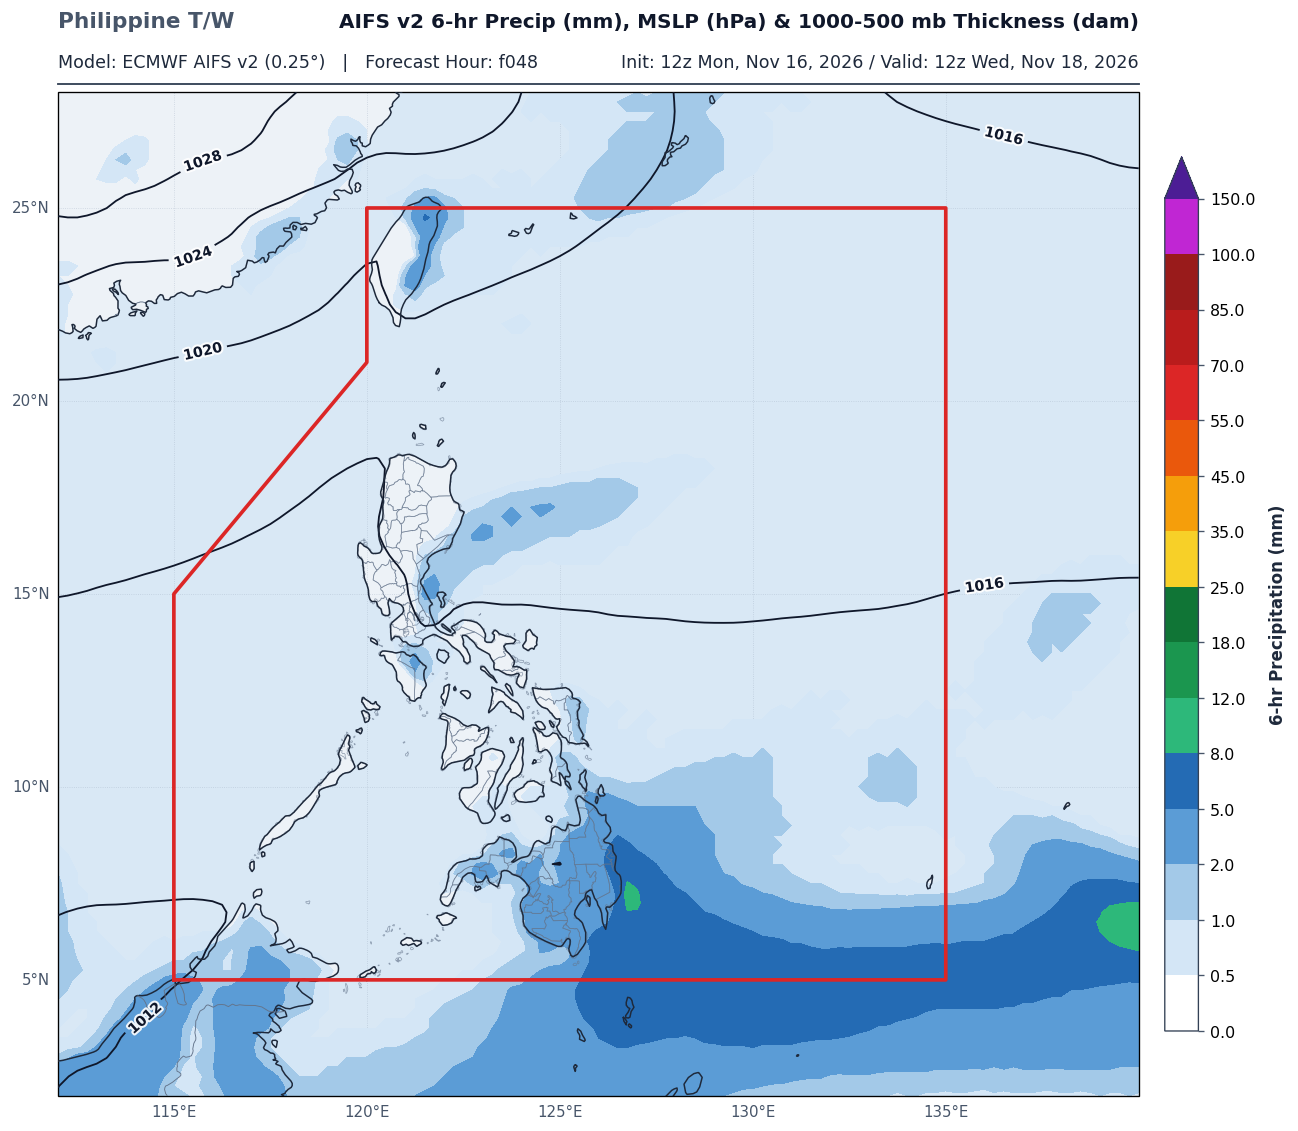 Philippine T/W
AIFS v2 6-hr Precip (mm), MSLP (hPa) & 1000-500 mb Thickness (dam)
Model: ECMWF AIFS v2 (0.25°) | Forecast Hour: f048
Init: 12z Mon, Nov 16, 2026 / Valid: 12z Wed, Nov 18, 2026
1016
1028
1024
1020
1016
1012
25°N
20°N
15°N
10°N
5°N
115°E
120°E
125°E
130°E
135°E
150.0
100.0
85.0
70.0
55.0
45.0
35.0
25.0
18.0
12.0
8.0
5.0
2.0
1.0
0.5
0.0
6-hr Precipitation (mm)